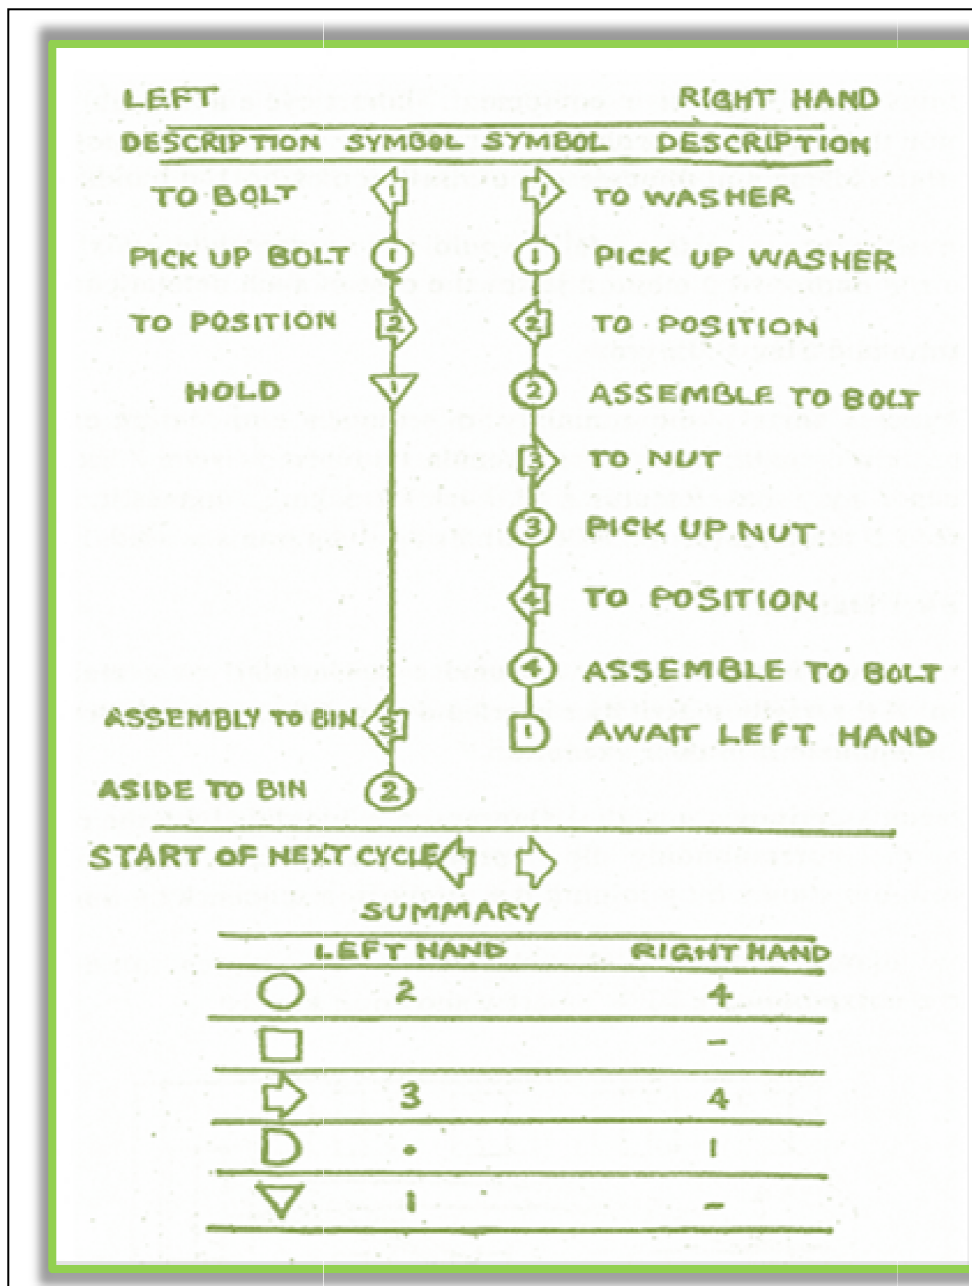 LEFT RIGHT HAND
DESCRIPTION SYMBOL SYMBOL DESCRIPTION
TO BOLT 1 1 TO WASHER
PICK UP BOLT 1 1 PICK UP WASHER
TO POSITION 2 2 TO POSITION
HOLD 1 2 ASSEMBLE TO BOLT
3 TO NUT
3 PICK UP NUT
4 TO POSITION
4 ASSEMBLE TO BOLT
ASSEMBLY TO BIN 3 1 AWAIT LEFT HAND
ASIDE TO BIN 2
START OF NEXT CYCLE
SUMMARY
LEFT HAND RIGHT HAND
2 4
-
3 4
. 1
1 -